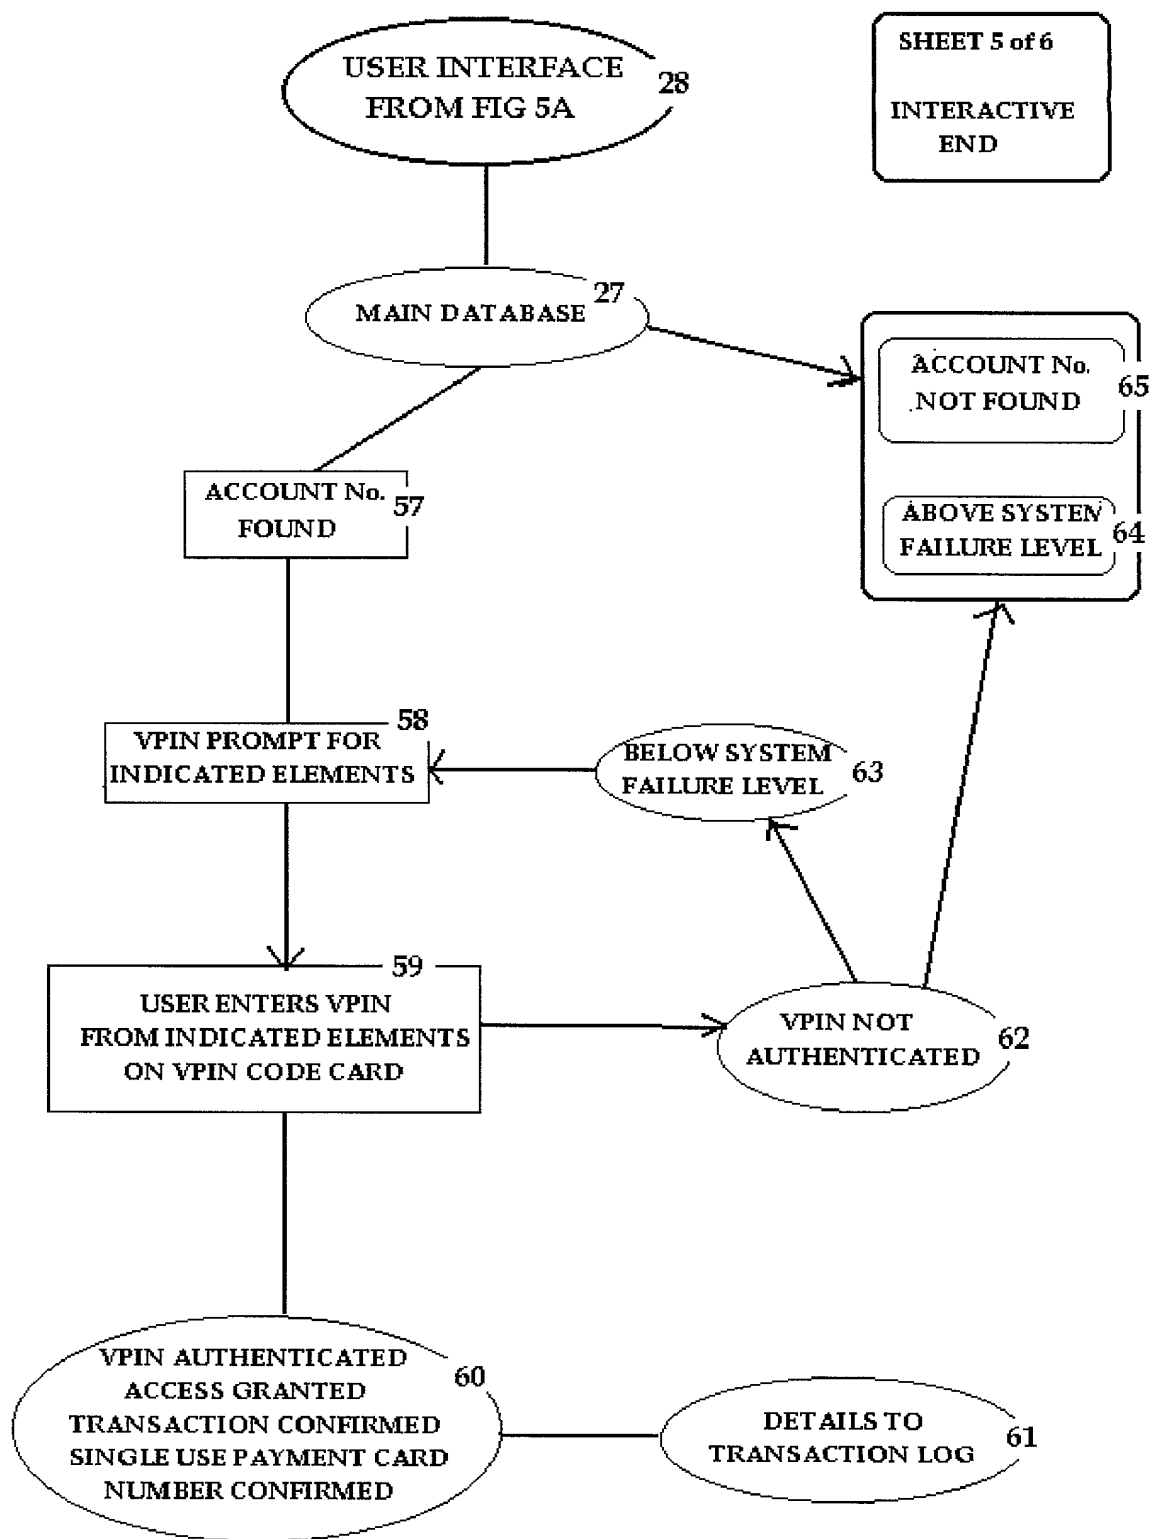 USER INTERFACE
FROM FIG 5A
28
SHEET 5 of 6
INTERACTIVE
END
MAIN DATABASE
27
ACCOUNT No.
NOT FOUND
65
ABOVE SYSTEM
FAILURE LEVEL
64
ACCOUNT No.
FOUND
57
58
VPIN PROMPT FOR
INDICATED ELEMENTS
BELOW SYSTEM
FAILURE LEVEL
63
59
USER ENTERS VPIN
FROM INDICATED ELEMENTS
ON VPIN CODE CARD
VPIN NOT
AUTHENTICATED
62
VPIN AUTHENTICATED
ACCESS GRANTED
TRANSACTION CONFIRMED
SINGLE USE PAYMENT CARD
NUMBER CONFIRMED
60
DETAILS TO
TRANSACTION LOG
61